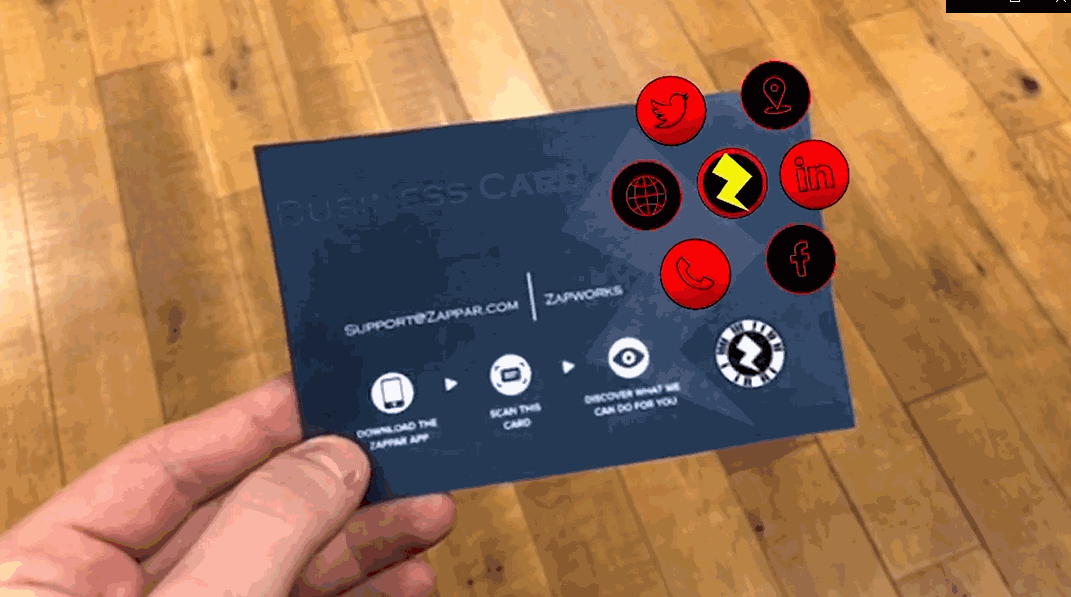 BUSINESS CARD
in
f
SUPPORT@ZAPPAR.COM | ZAPWORKS
DOWNLOAD THE
ZAPPAR APP
SCAN THIS
CARD
DISCOVER WHAT WE
CAN DO FOR YOU